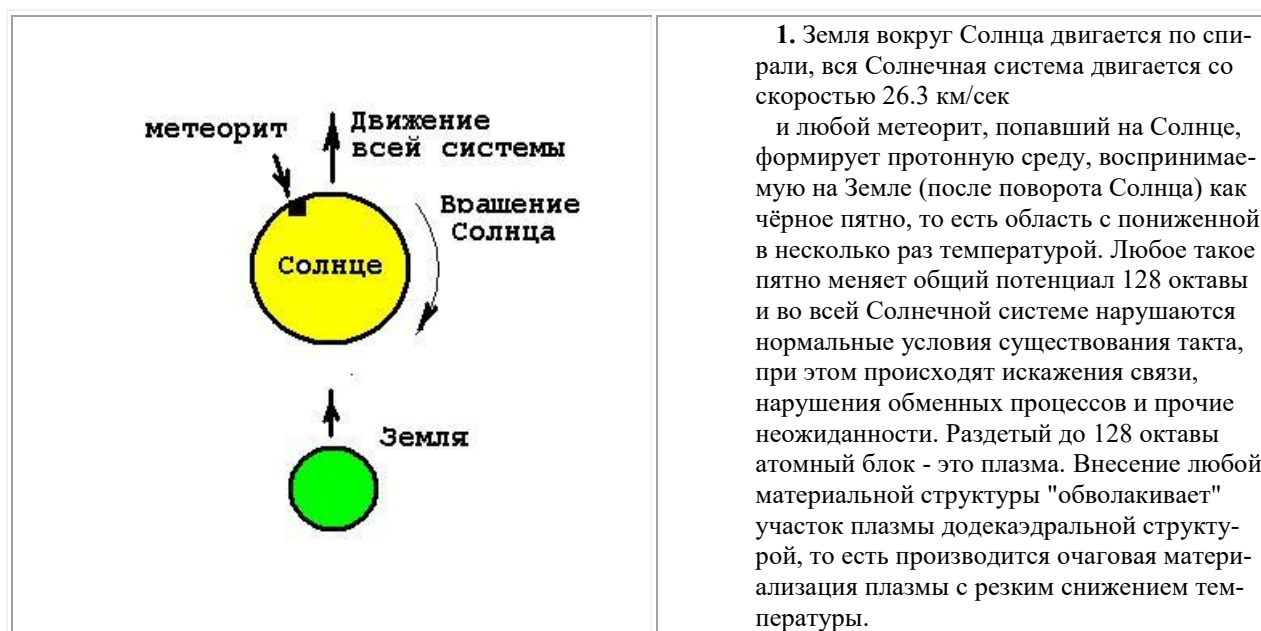 метеорит
Движение
всей системы
Вращение
Солнца
Солнце
Земля
1. Земля вокруг Солнца двигается по спи-
рали, вся Солнечная система двигается со
скоростью 26.3 км/сек
и любой метеорит, попавший на Солнце,
формирует протонную среду, воспринимае-
мую на Земле (после поворота Солнца) как
чёрное пятно, то есть область с пониженной
в несколько раз температурой. Любое такое
пятно меняет общий потенциал 128 октавы
и во всей Солнечной системе нарушаются
нормальные условия существования такта,
при этом происходят искажения связи,
нарушения обменных процессов и прочие
неожиданности. Раздетый до 128 октавы
атомный блок - это плазма. Внесение любой
материальной структуры "обволакивает"
участок плазмы додекаэдральной структу-
рой, то есть производится очаговая матери-
ализация плазмы с резким снижением тем-
пературы.